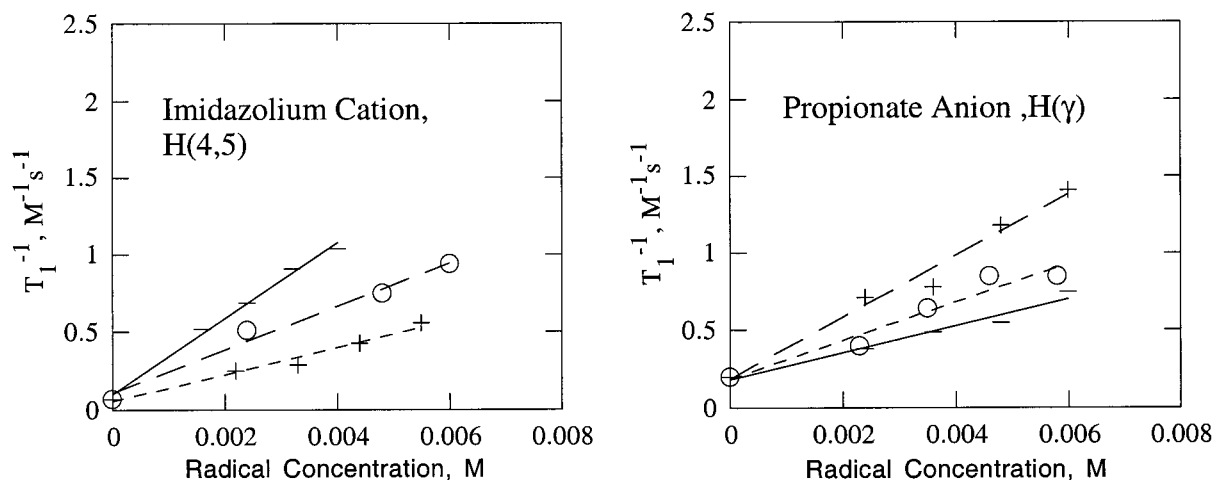 2.5
2
1.5
1
0.5
0
T₁⁻¹, M⁻¹s⁻¹
Imidazolium Cation,
H(4,5)
0 0.002 0.004 0.006 0.008
Radical Concentration, M
2.5
2
1.5
1
0.5
0
T₁⁻¹, M⁻¹s⁻¹
Propionate Anion ,H(γ)
0 0.002 0.004 0.006 0.008
Radical Concentration, M